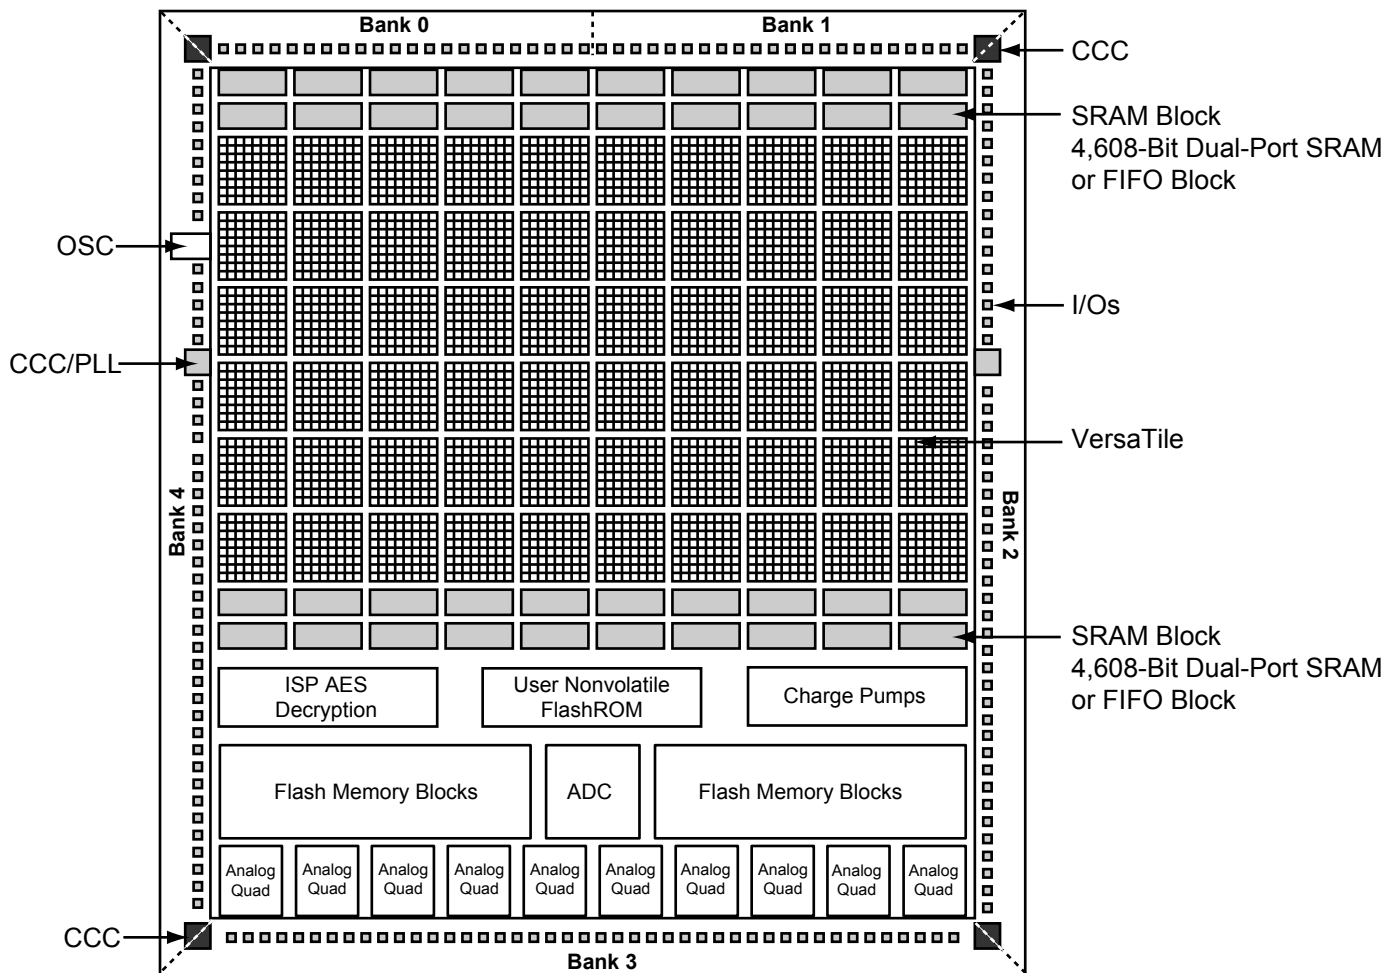 Bank 0
Bank 1
CCC
SRAM Block
4,608-Bit Dual-Port SRAM
or FIFO Block
OSC
I/Os
CCC/PLL
VersaTile
Bank 4
Bank 2
SRAM Block
4,608-Bit Dual-Port SRAM
or FIFO Block
ISP AES
Decryption
User Nonvolatile
FlashROM
Charge Pumps
Flash Memory Blocks
ADC
Flash Memory Blocks
Analog
Quad
Analog
Quad
Analog
Quad
Analog
Quad
Analog
Quad
Analog
Quad
Analog
Quad
Analog
Quad
Analog
Quad
Analog
Quad
CCC
Bank 3